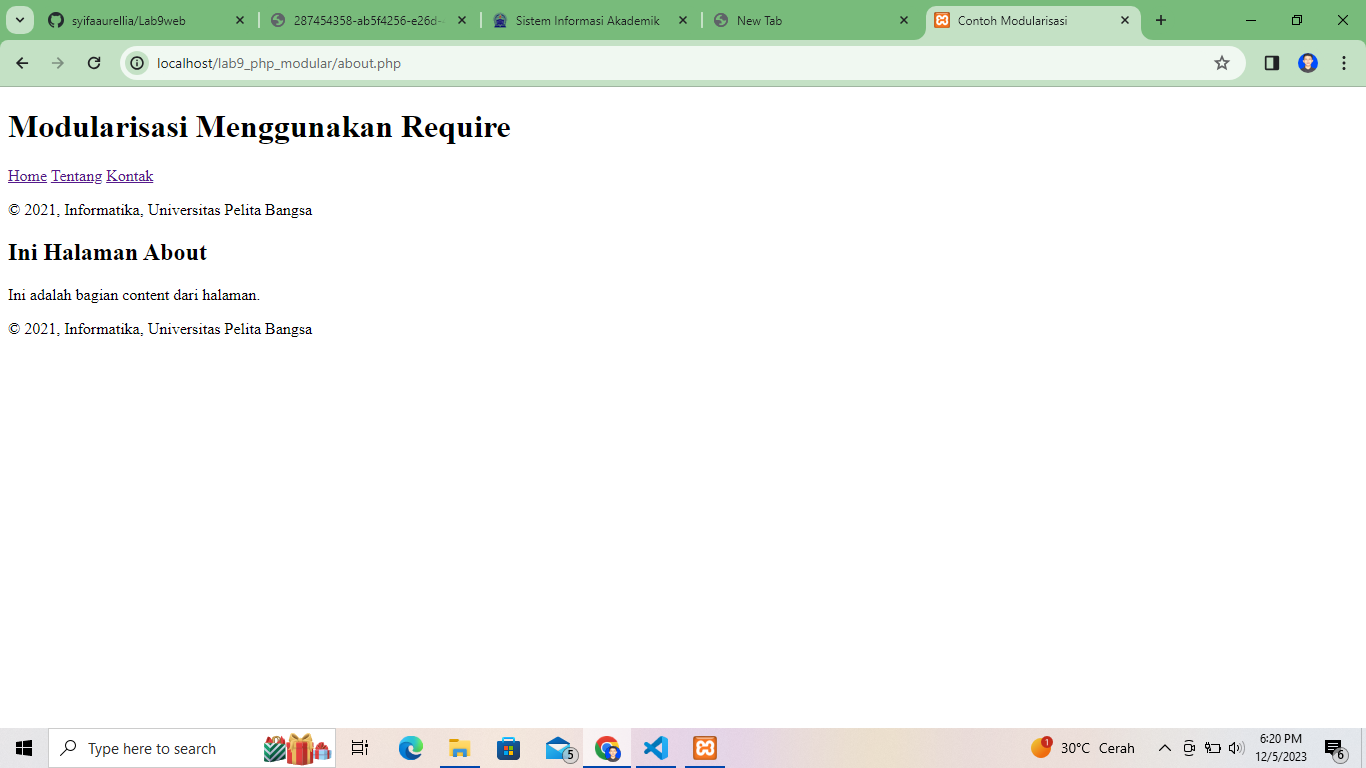 syifaaurellia/Lab9web
287454358-ab5f4256-e26d-
Sistem Informasi Akademik
New Tab
Contoh Modularisasi
localhost/lab9_php_modular/about.php
Modularisasi Menggunakan Require
Home Tentang Kontak
© 2021, Informatika, Universitas Pelita Bangsa
Ini Halaman About
Ini adalah bagian content dari halaman.
© 2021, Informatika, Universitas Pelita Bangsa
Type here to search
5
1
30°C Cerah
6:20 PM
12/5/2023
6